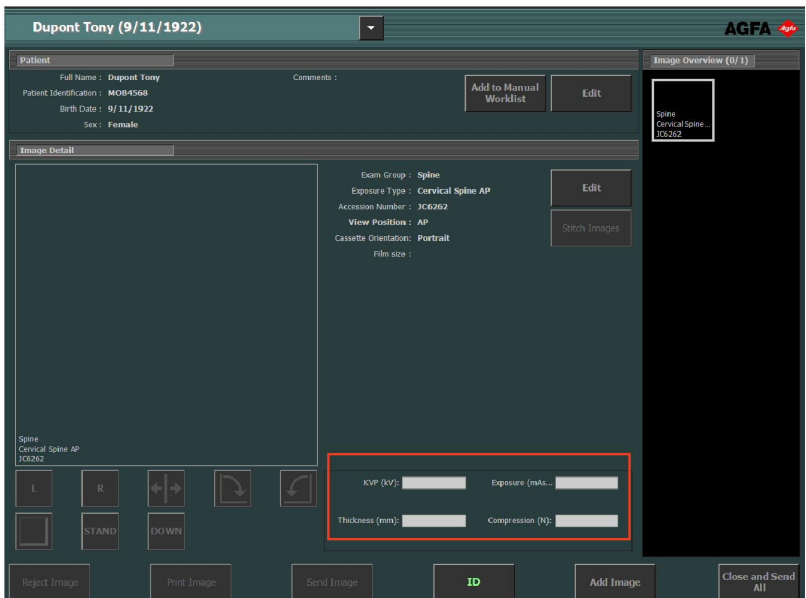 Dupont Tony (9/11/1922)
AGFA Agfa
Patient
Full Name : Dupont Tony
Comments :
Patient Identification : MOB4568
Birth Date : 9/11/1922
Sex : Female
Add to Manual
Worklist
Edit
Image Overview (0/1)
Spine
Cervical Spine...
JC6262
Image Detail
Exam Group : Spine
Exposure Type : Cervical Spine AP
Accession Number : JC6262
View Position : AP
Cassette Orientation: Portrait
Film size :
Edit
Stitch Images
Spine
Cervical Spine AP
JC6262
KVP (kV):
Exposure (mAs...
Thickness (mm):
Compression (N):
L
R
STAND
DOWN
Reject Image
Print Image
Send Image
ID
Add Image
Close and Send
All